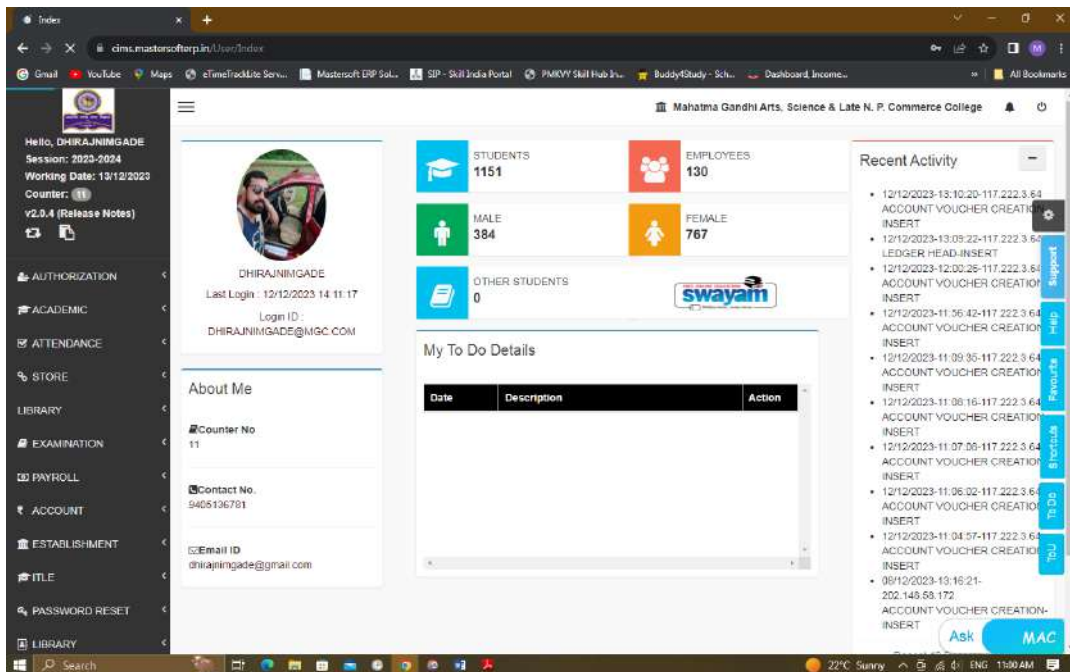 Index
cims.mastersofterp.in/User/Index
Gmail YouTube Maps eTimeTrackLite Serv... Mastersoft ERP Sol... SIP - Skill India Portal PMKVY Skill Hub In... Buddy4Study - Sch... Dashboard, Income... All Bookmarks
Mahatma Gandhi Arts, Science & Late N. P. Commerce College
Hello, DHIRAJNIMGADE
Session: 2023-2024
Working Date: 13/12/2023
Counter: 11
v2.0.4 (Release Notes)
AUTHORIZATION
ACADEMIC
ATTENDANCE
STORE
LIBRARY
EXAMINATION
PAYROLL
ACCOUNT
ESTABLISHMENT
ITLE
PASSWORD RESET
LIBRARY
DHIRAJNIMGADE
Last Login : 12/12/2023 14:11:17
Login ID :
DHIRAJNIMGADE@MGC.COM
About Me
Counter No
11
Contact No.
9405136781
Email ID
dhirajnimgade@gmail.com
STUDENTS
1151
EMPLOYEES
130
MALE
384
FEMALE
767
OTHER STUDENTS
0
swayam
My To Do Details
Date Description Action
Recent Activity
12/12/2023-13:10:20-117.222.3.64
ACCOUNT VOUCHER CREATION-
INSERT
12/12/2023-13:09:22-117.222.3.64
LEDGER HEAD-INSERT
12/12/2023-12:00:26-117.222.3.64
ACCOUNT VOUCHER CREATION
INSERT
12/12/2023-11:56:42-117.222.3.64
ACCOUNT VOUCHER CREATION
INSERT
12/12/2023-11:09:35-117.222.3.64
ACCOUNT VOUCHER CREATION
INSERT
12/12/2023-11:08:16-117.222.3.64
ACCOUNT VOUCHER CREATION
INSERT
12/12/2023-11:07:08-117.222.3.64
ACCOUNT VOUCHER CREATION
INSERT
12/12/2023-11:06:02-117.222.3.64
ACCOUNT VOUCHER CREATION
INSERT
12/12/2023-11:04:57-117.222.3.64
ACCOUNT VOUCHER CREATION
INSERT
08/12/2023-13:16:21-
202.148.58.172
ACCOUNT VOUCHER CREATION-
INSERT
Support
Help
Favourits
Shortcuts
To Do
ToU
Ask MAC
Search
22°C Sunny ENG 11:00 AM